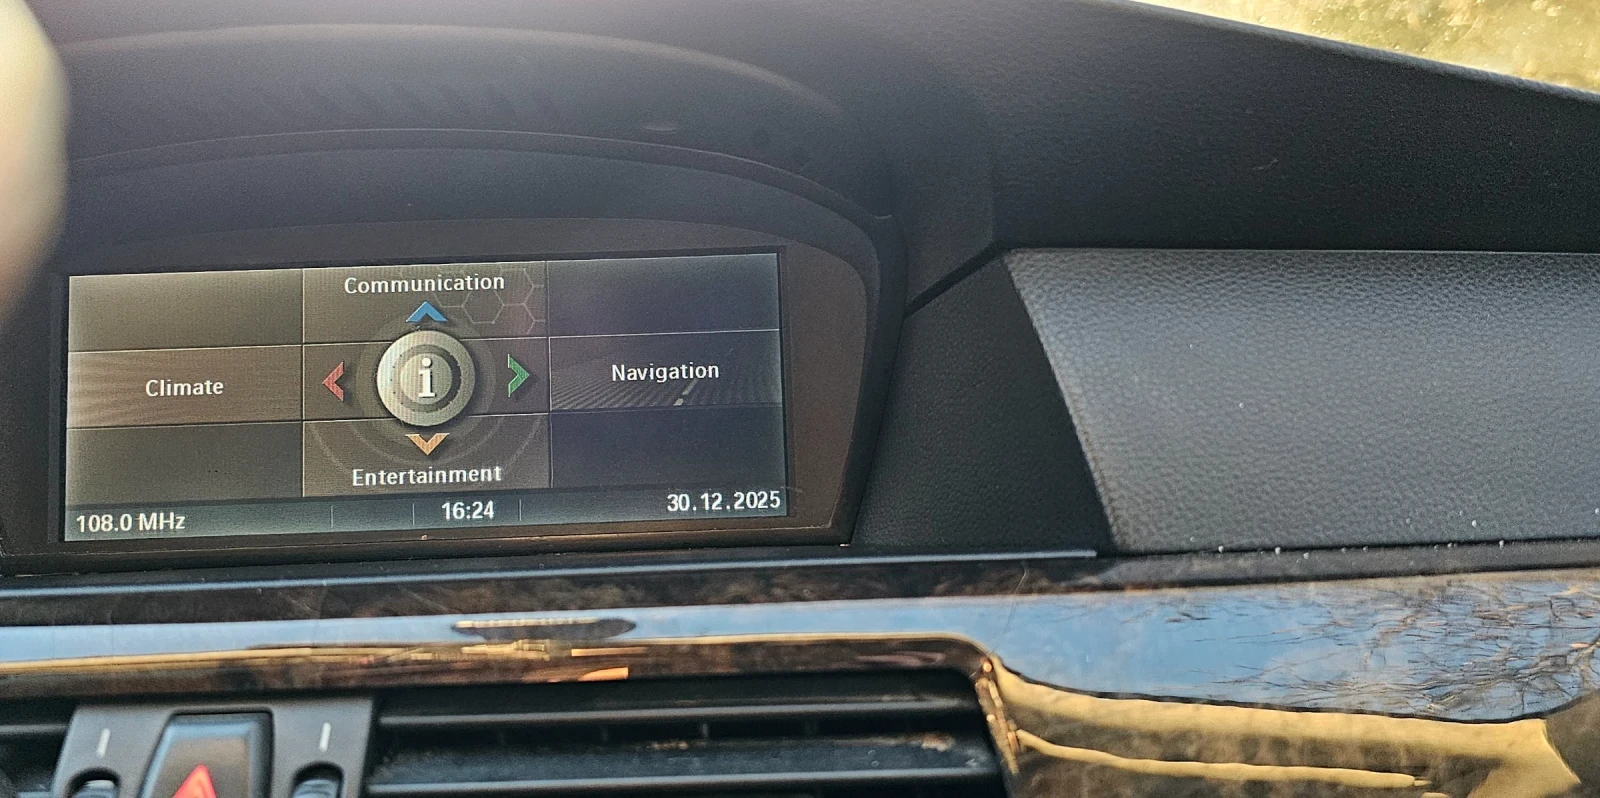 Communication
Climate
i
Navigation
Entertainment
108.0 MHz
16:24
30.12.2025